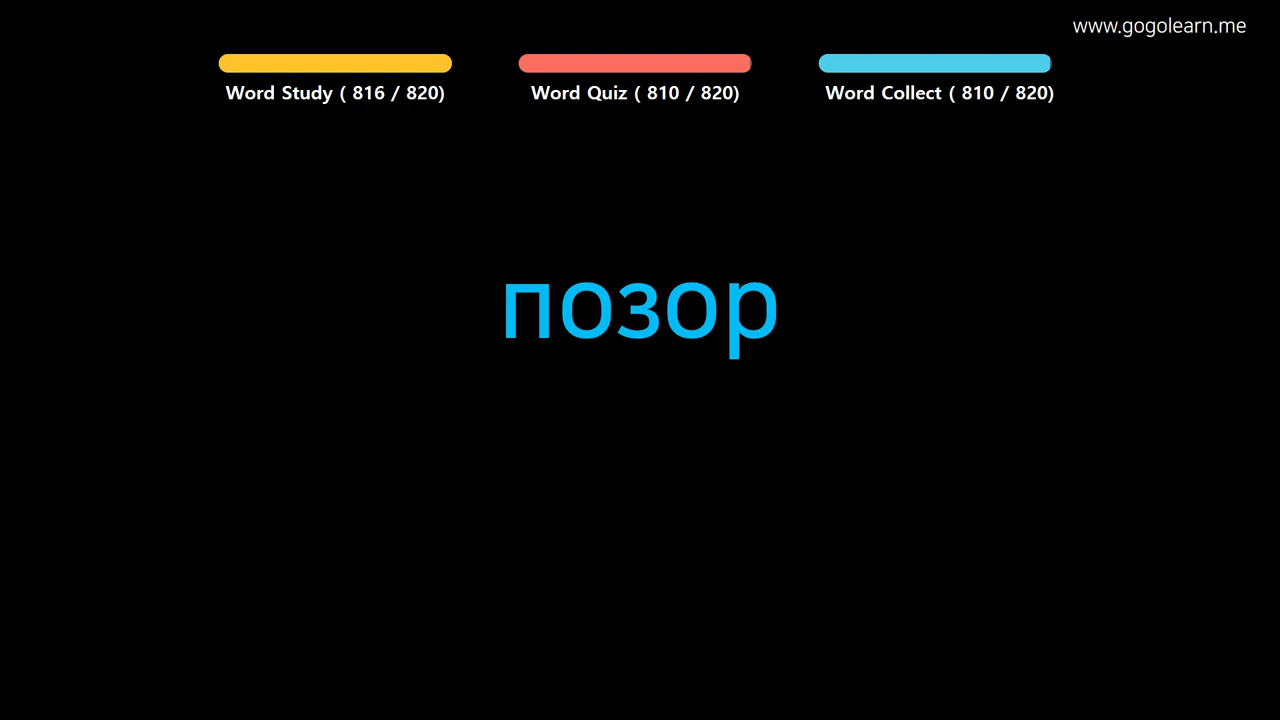 www.gogolearn.me
Word Study ( 816 / 820)
Word Quiz ( 810 / 820)
Word Collect ( 810 / 820)
позор